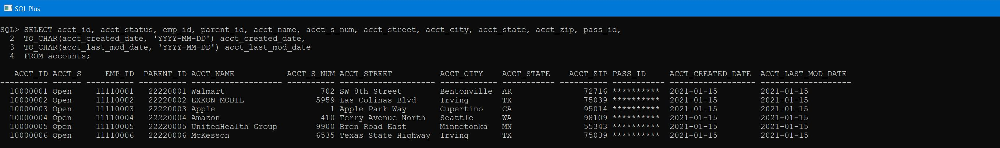 SQL Plus
SQL> SELECT acct_id, acct_status, emp_id, parent_id, acct_name, acct_s_num, acct_street, acct_city, acct_state, acct_zip, pass_id,
  2  TO_CHAR(acct_created_date, 'YYYY-MM-DD') acct_created_date,
  3  TO_CHAR(acct_last_mod_date, 'YYYY-MM-DD') acct_last_mod_date
  4  FROM accounts;
   ACCT_ID ACCT_S     EMP_ID  PARENT_ID ACCT_NAME           ACCT_S_NUM ACCT_STREET          ACCT_CITY    ACCT_STATE    ACCT_ZIP PASS_ID     ACCT_CREATED_DATE  ACCT_LAST_MOD_DATE
---------- ------ ---------- ---------- ------------------- ---------- -------------------- ------------ ----------- ---------- ----------- ------------------ -------------------
  10000001 Open     11110001   22220001 Walmart                    702 SW 8th Street        Bentonville  AR               72716 ********** 2021-01-15         2021-01-15
  10000002 Open     11110002   22220002 EXXON MOBIL               5959 Las Colinas Blvd     Irving       TX               75039 ********** 2021-01-15         2021-01-15
  10000003 Open     11110003   22220003 Apple                        1 Apple Park Way       Cupertino    CA               95014 ********** 2021-01-15         2021-01-15
  10000004 Open     11110004   22220004 Amazon                     410 Terry Avenue North   Seattle      WA               98109 ********** 2021-01-15         2021-01-15
  10000005 Open     11110005   22220005 UnitedHealth Group        9900 Bren Road East       Minnetonka   MN               55343 ********** 2021-01-15         2021-01-15
  10000006 Open     11110006   22220006 McKesson                  6535 Texas State Highway  Irving       TX               75039 ********** 2021-01-15         2021-01-15